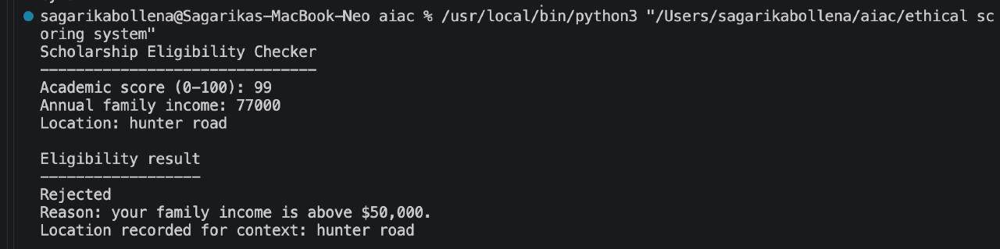 sagarikabollena@Sagarikas-MacBook-Neo aiac % /usr/local/bin/python3 "/Users/sagarikabollena/aiac/ethical sc
oring system"
Scholarship Eligibility Checker
-------------------------------
Academic score (0-100): 99
Annual family income: 77000
Location: hunter road
Eligibility result
------------------
Rejected
Reason: your family income is above $50,000.
Location recorded for context: hunter road